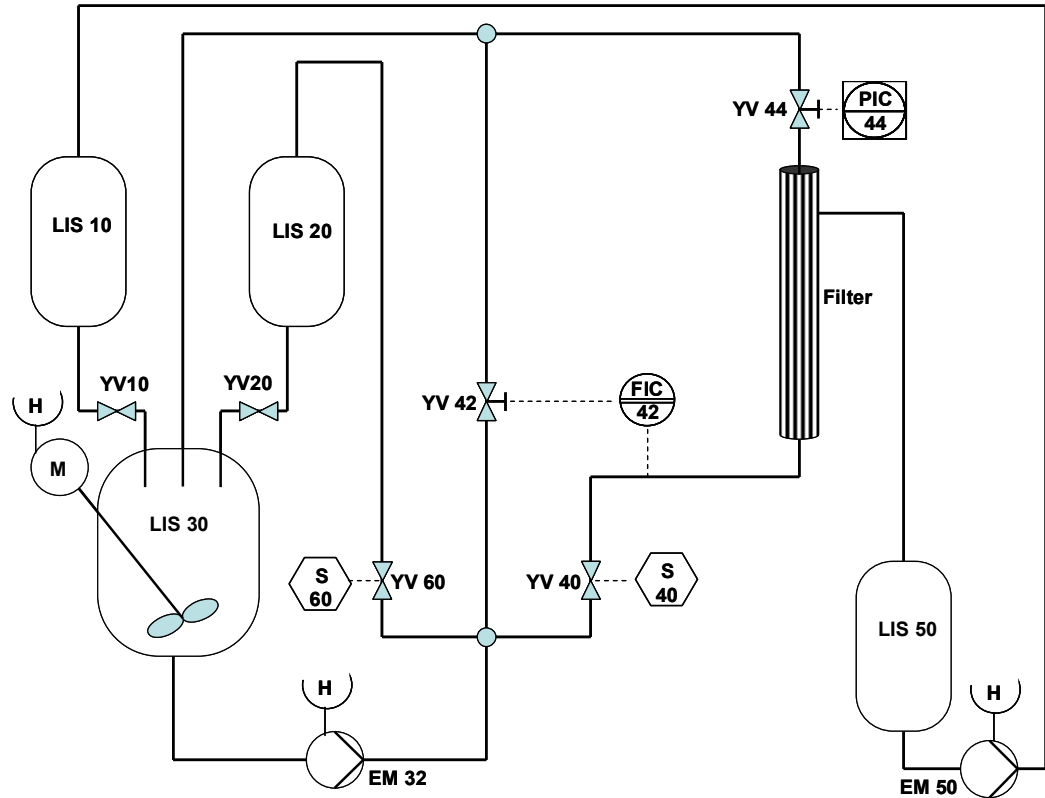 YV 44
PIC
44
LIS 10
LIS 20
Filter
YV10
YV20
H
YV 42
FIC
42
M
LIS 30
S
60
YV 60
YV 40
S
40
LIS 50
H
H
EM 32
EM 50